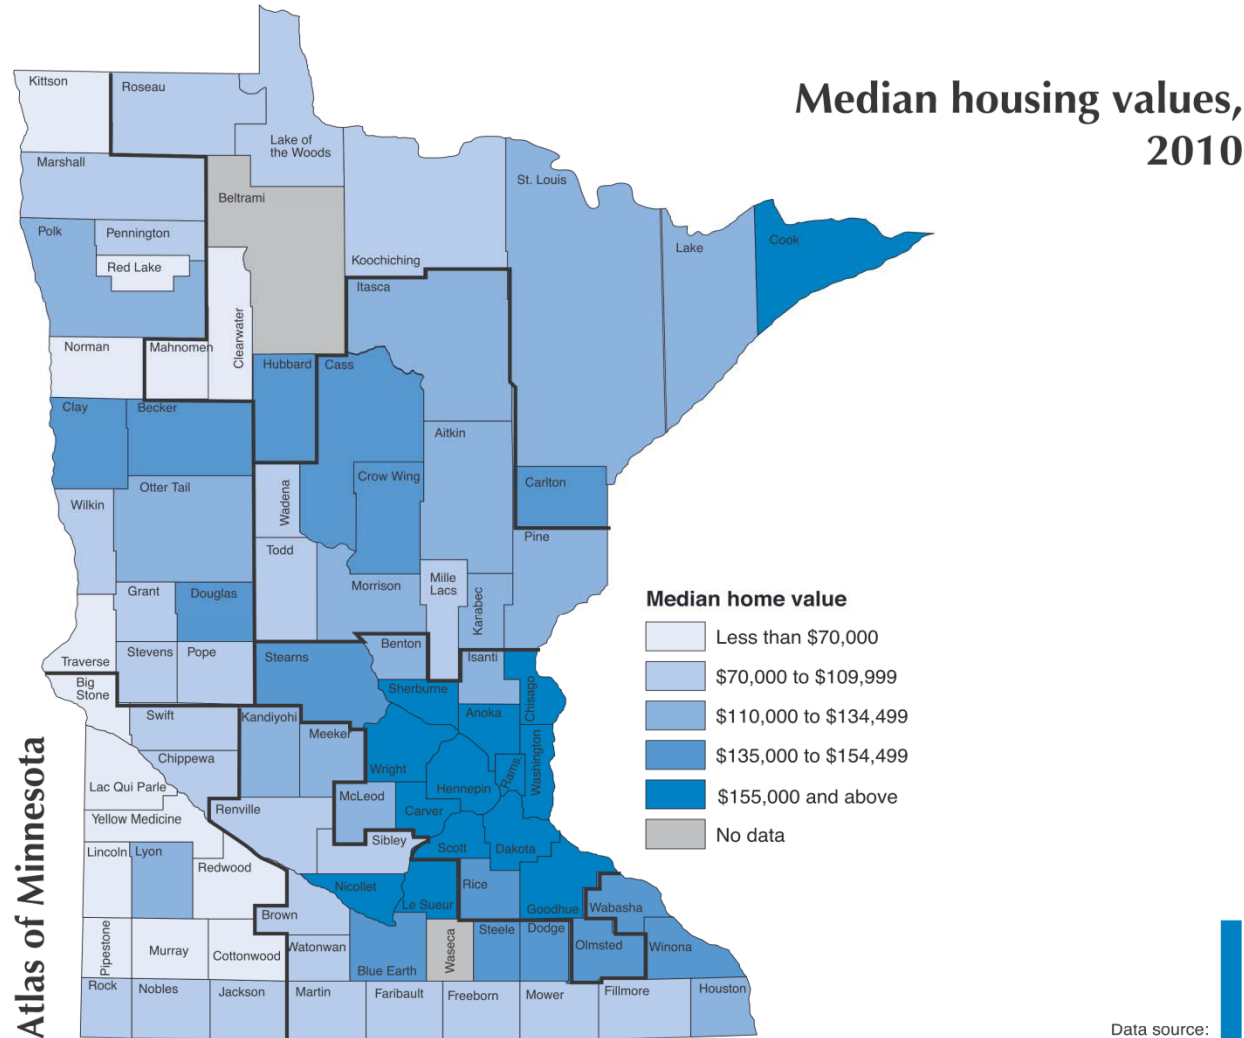 Median housing values,
2010
Kittson
Roseau
Lake of
the Woods
Marshall
Beltrami
St. Louis
Polk
Pennington
Red Lake
Koochiching
Lake
Cook
Itasca
Norman
Mahnomen
Clearwater
Hubbard
Cass
Clay
Becker
Aitkin
Otter Tail
Crow Wing
Carlton
Wilkin
Wadena
Pine
Todd
Grant
Douglas
Morrison
Mille
Lacs
Karabec
Traverse
Stevens
Pope
Stearns
Benton
Isanti
Big
Stone
Sherburne
Chisago
Swift
Kandiyohi
Meeker
Anoka
Washington
Chippewa
Wright
Hennepin
Rams.
Lac Qui Parle
McLeod
Carver
Yellow Medicine
Renville
Sibley
Scott
Dakota
Lincoln
Lyon
Redwood
Nicollet
Le Sueur
Rice
Goodhue
Wabasha
Brown
Pipestone
Murray
Cottonwood
Watonwan
Blue Earth
Waseca
Steele
Dodge
Olmsted
Winona
Rock
Nobles
Jackson
Martin
Faribault
Freeborn
Mower
Fillmore
Houston
Median home value
Less than $70,000
$70,000 to $109,999
$110,000 to $134,499
$135,000 to $154,499
$155,000 and above
No data
Atlas of Minnesota
Data source: